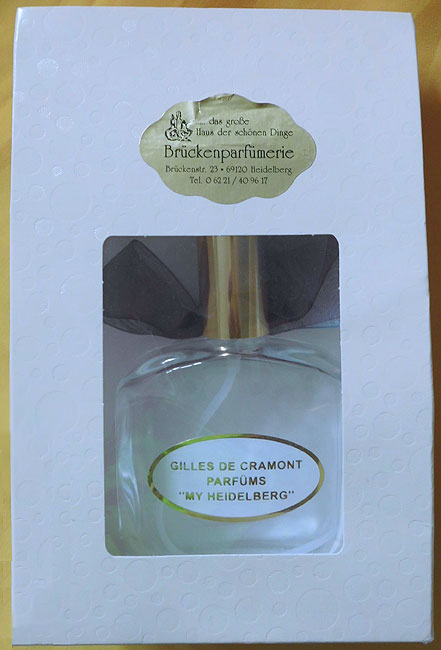 ... das große
Haus der schönen Dinge
Brückenparfümerie
Brückenstr. 23 • 69120 Heidelberg
Tel. 0 62 21 / 40 96 17
GILLES DE CRAMONT
PARFÜMS
"MY HEIDELBERG"